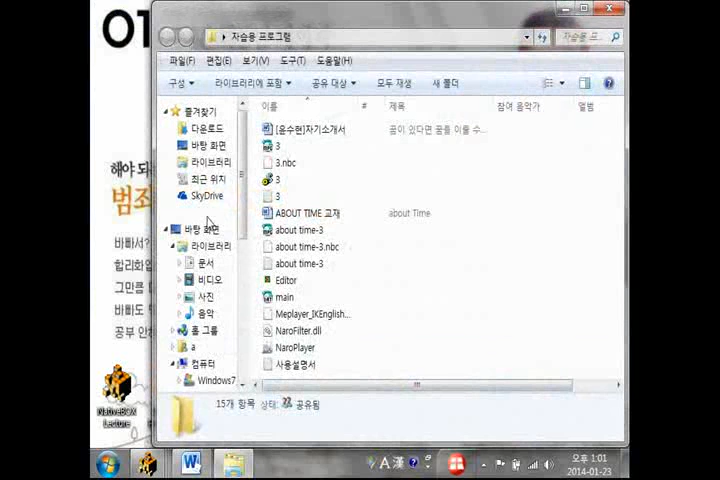 01
자습용 프로그램
자습용 프...
파일(F) 편집(E) 보기(V) 도구(T) 도움말(H)
구성 라이브러리에 포함 공유 대상 모두 재생 새 폴더
이름 # 제목 참여 음악가 앨범
즐겨찾기
다운로드
바탕 화면
라이브러리
최근 위치
SkyDrive
바탕 화면
라이브러리
문서
비디오
사진
음악
홈 그룹
a
컴퓨터
Windows7
[윤수현]자기소개서 꿈이 있다면 꿈을 이룰 수...
3
3.nbc
3
3
ABOUT TIME 교재 about Time
about time-3
about time-3.nbc
about time-3
Editor
main
Meplayer_IKEnglish...
NaroFilter.dll
NaroPlayer
사용설명서
15개 항목 상태: 공유됨
해야 되는
범죄
바빠서?
합리화일
그만큼
바빠도
공부 안
NativeBOX
Lecture
A 漢
오후 1:01
2014-01-23